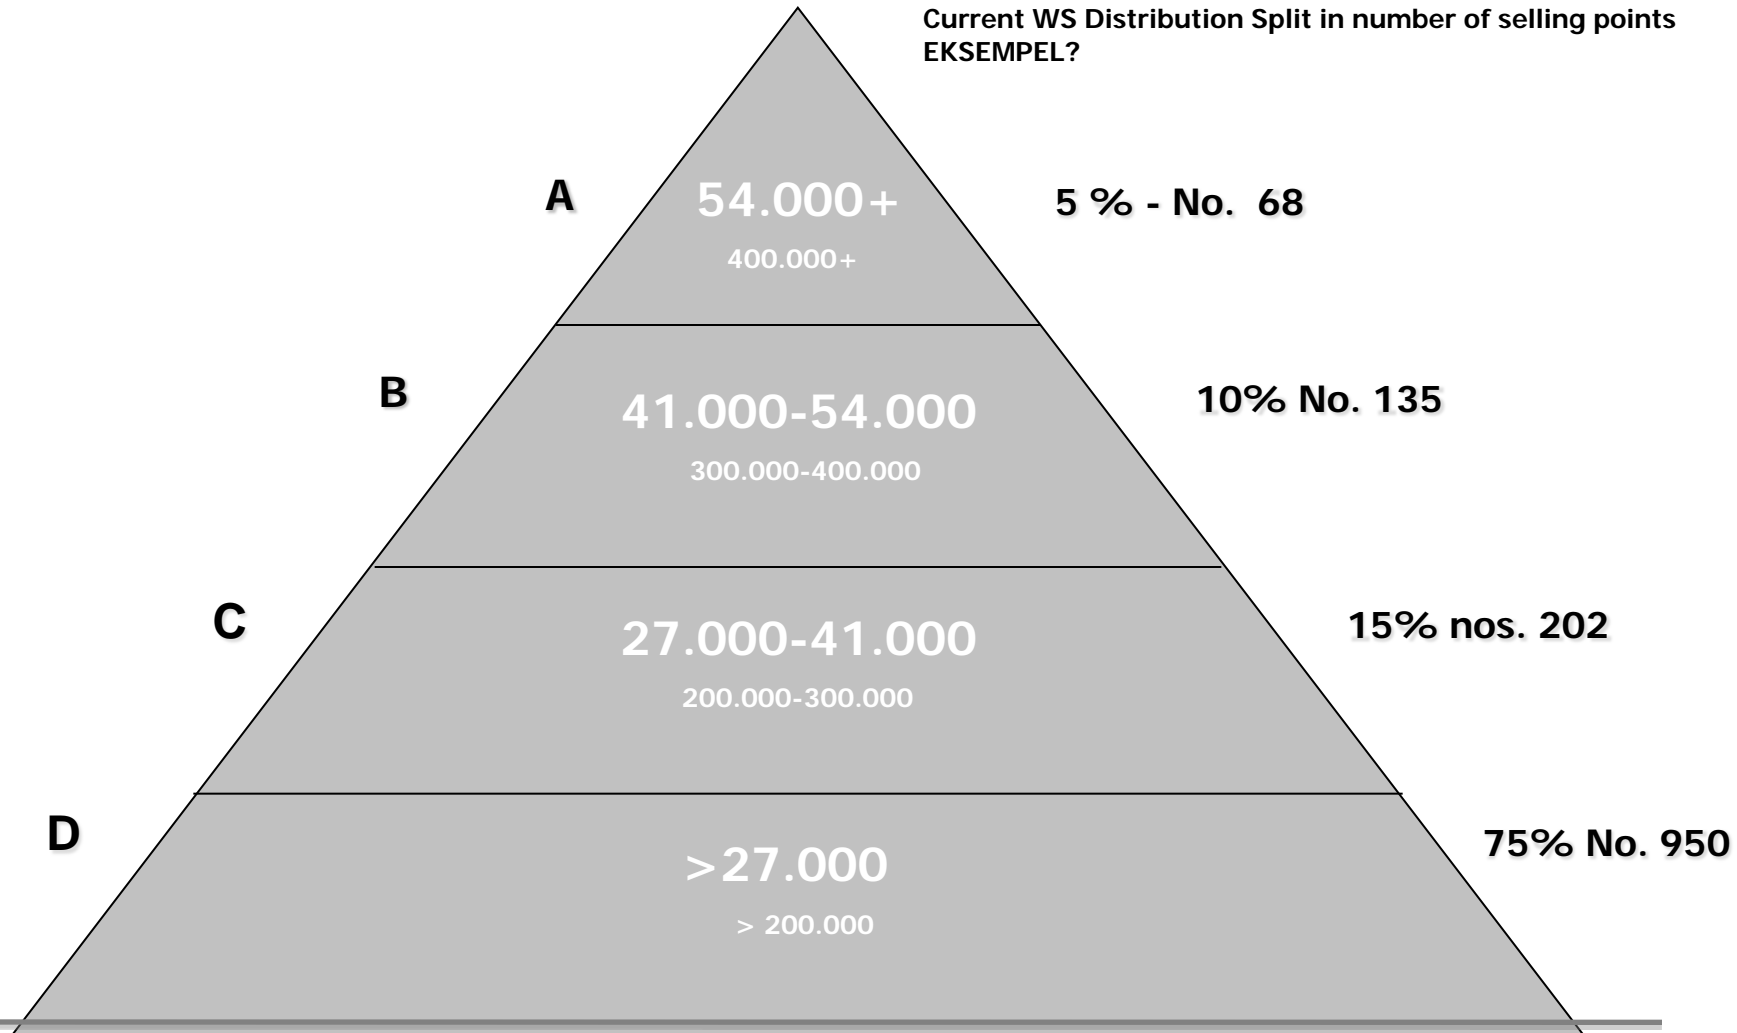 Current WS Distribution Split in number of selling points
EKSEMPEL?
A
54.000+
5 % - No. 68
400.000+
B
41.000-54.000
10% No. 135
300.000-400.000
C
27.000-41.000
15% nos. 202
200.000-300.000
D
>27.000
75% No. 950
> 200.000